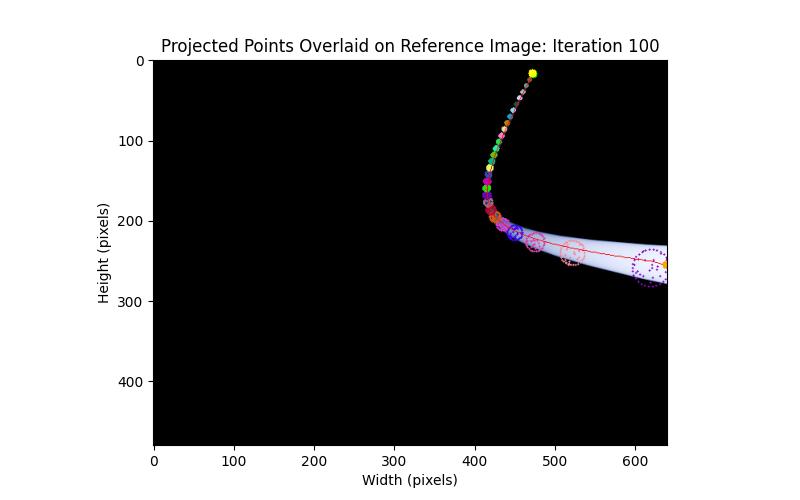 Projected Points Overlaid on Reference Image: Iteration 100
0
100
200
300
400
Height (pixels)
0 100 200 300 400 500 600
Width (pixels)